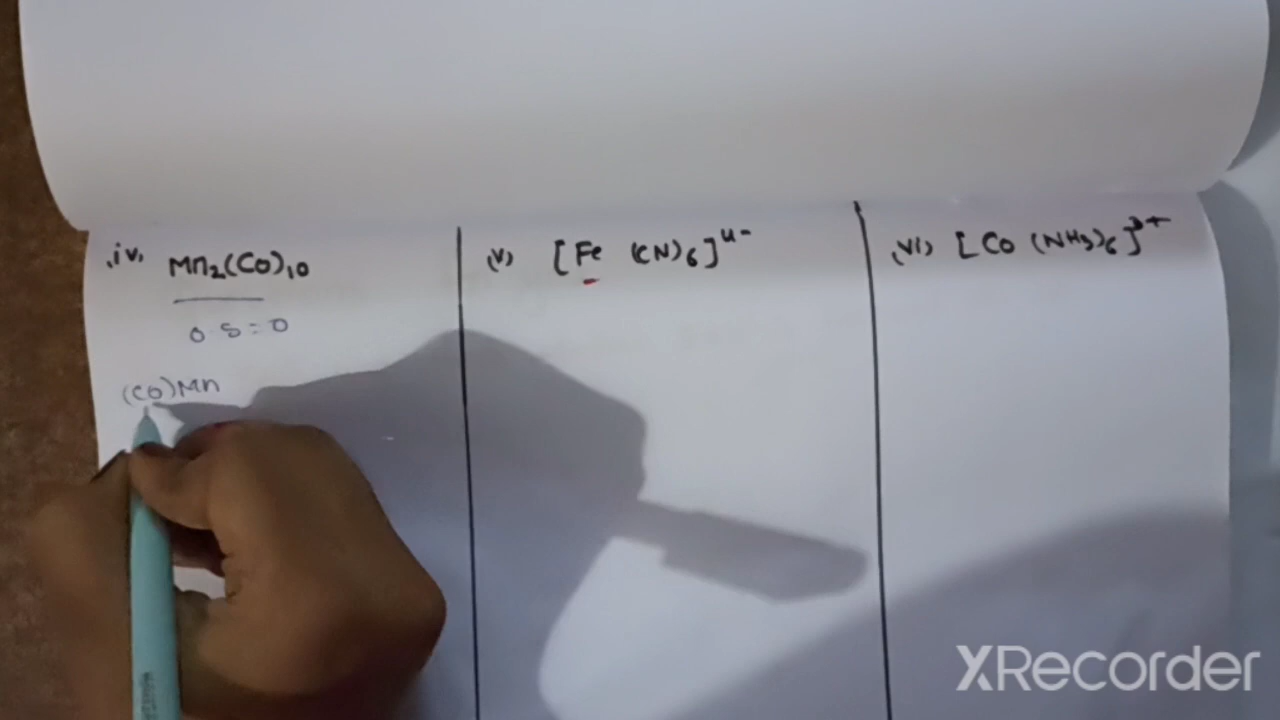 (iv) Mn₂(CO)₁₀
O.S = 0
(CO)Mn
(v) [Fe (CN)₆]⁴⁻
(vi) [Co (NH₃)₆]³⁺
XRecorder